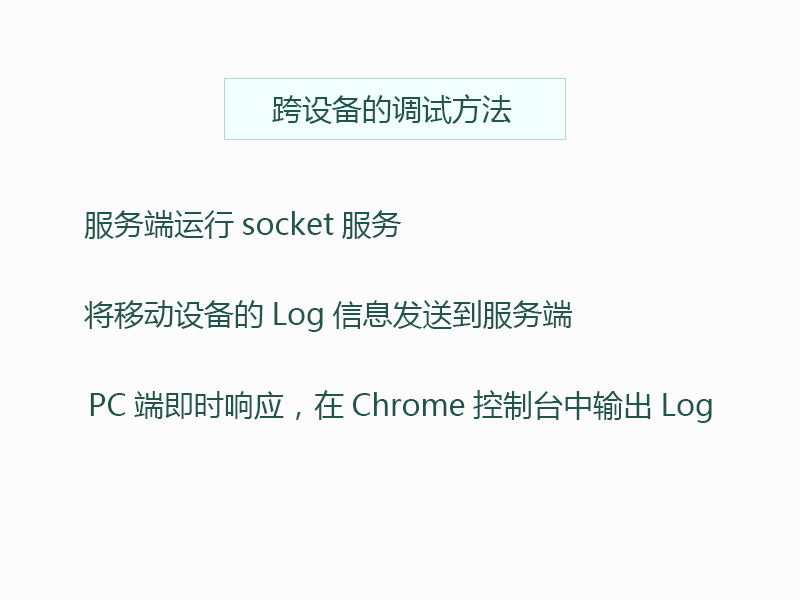 跨设备的调试方法
服务端运行 socket 服务
将移动设备的 Log 信息发送到服务端
PC 端即时响应，在 Chrome 控制台中输出 Log